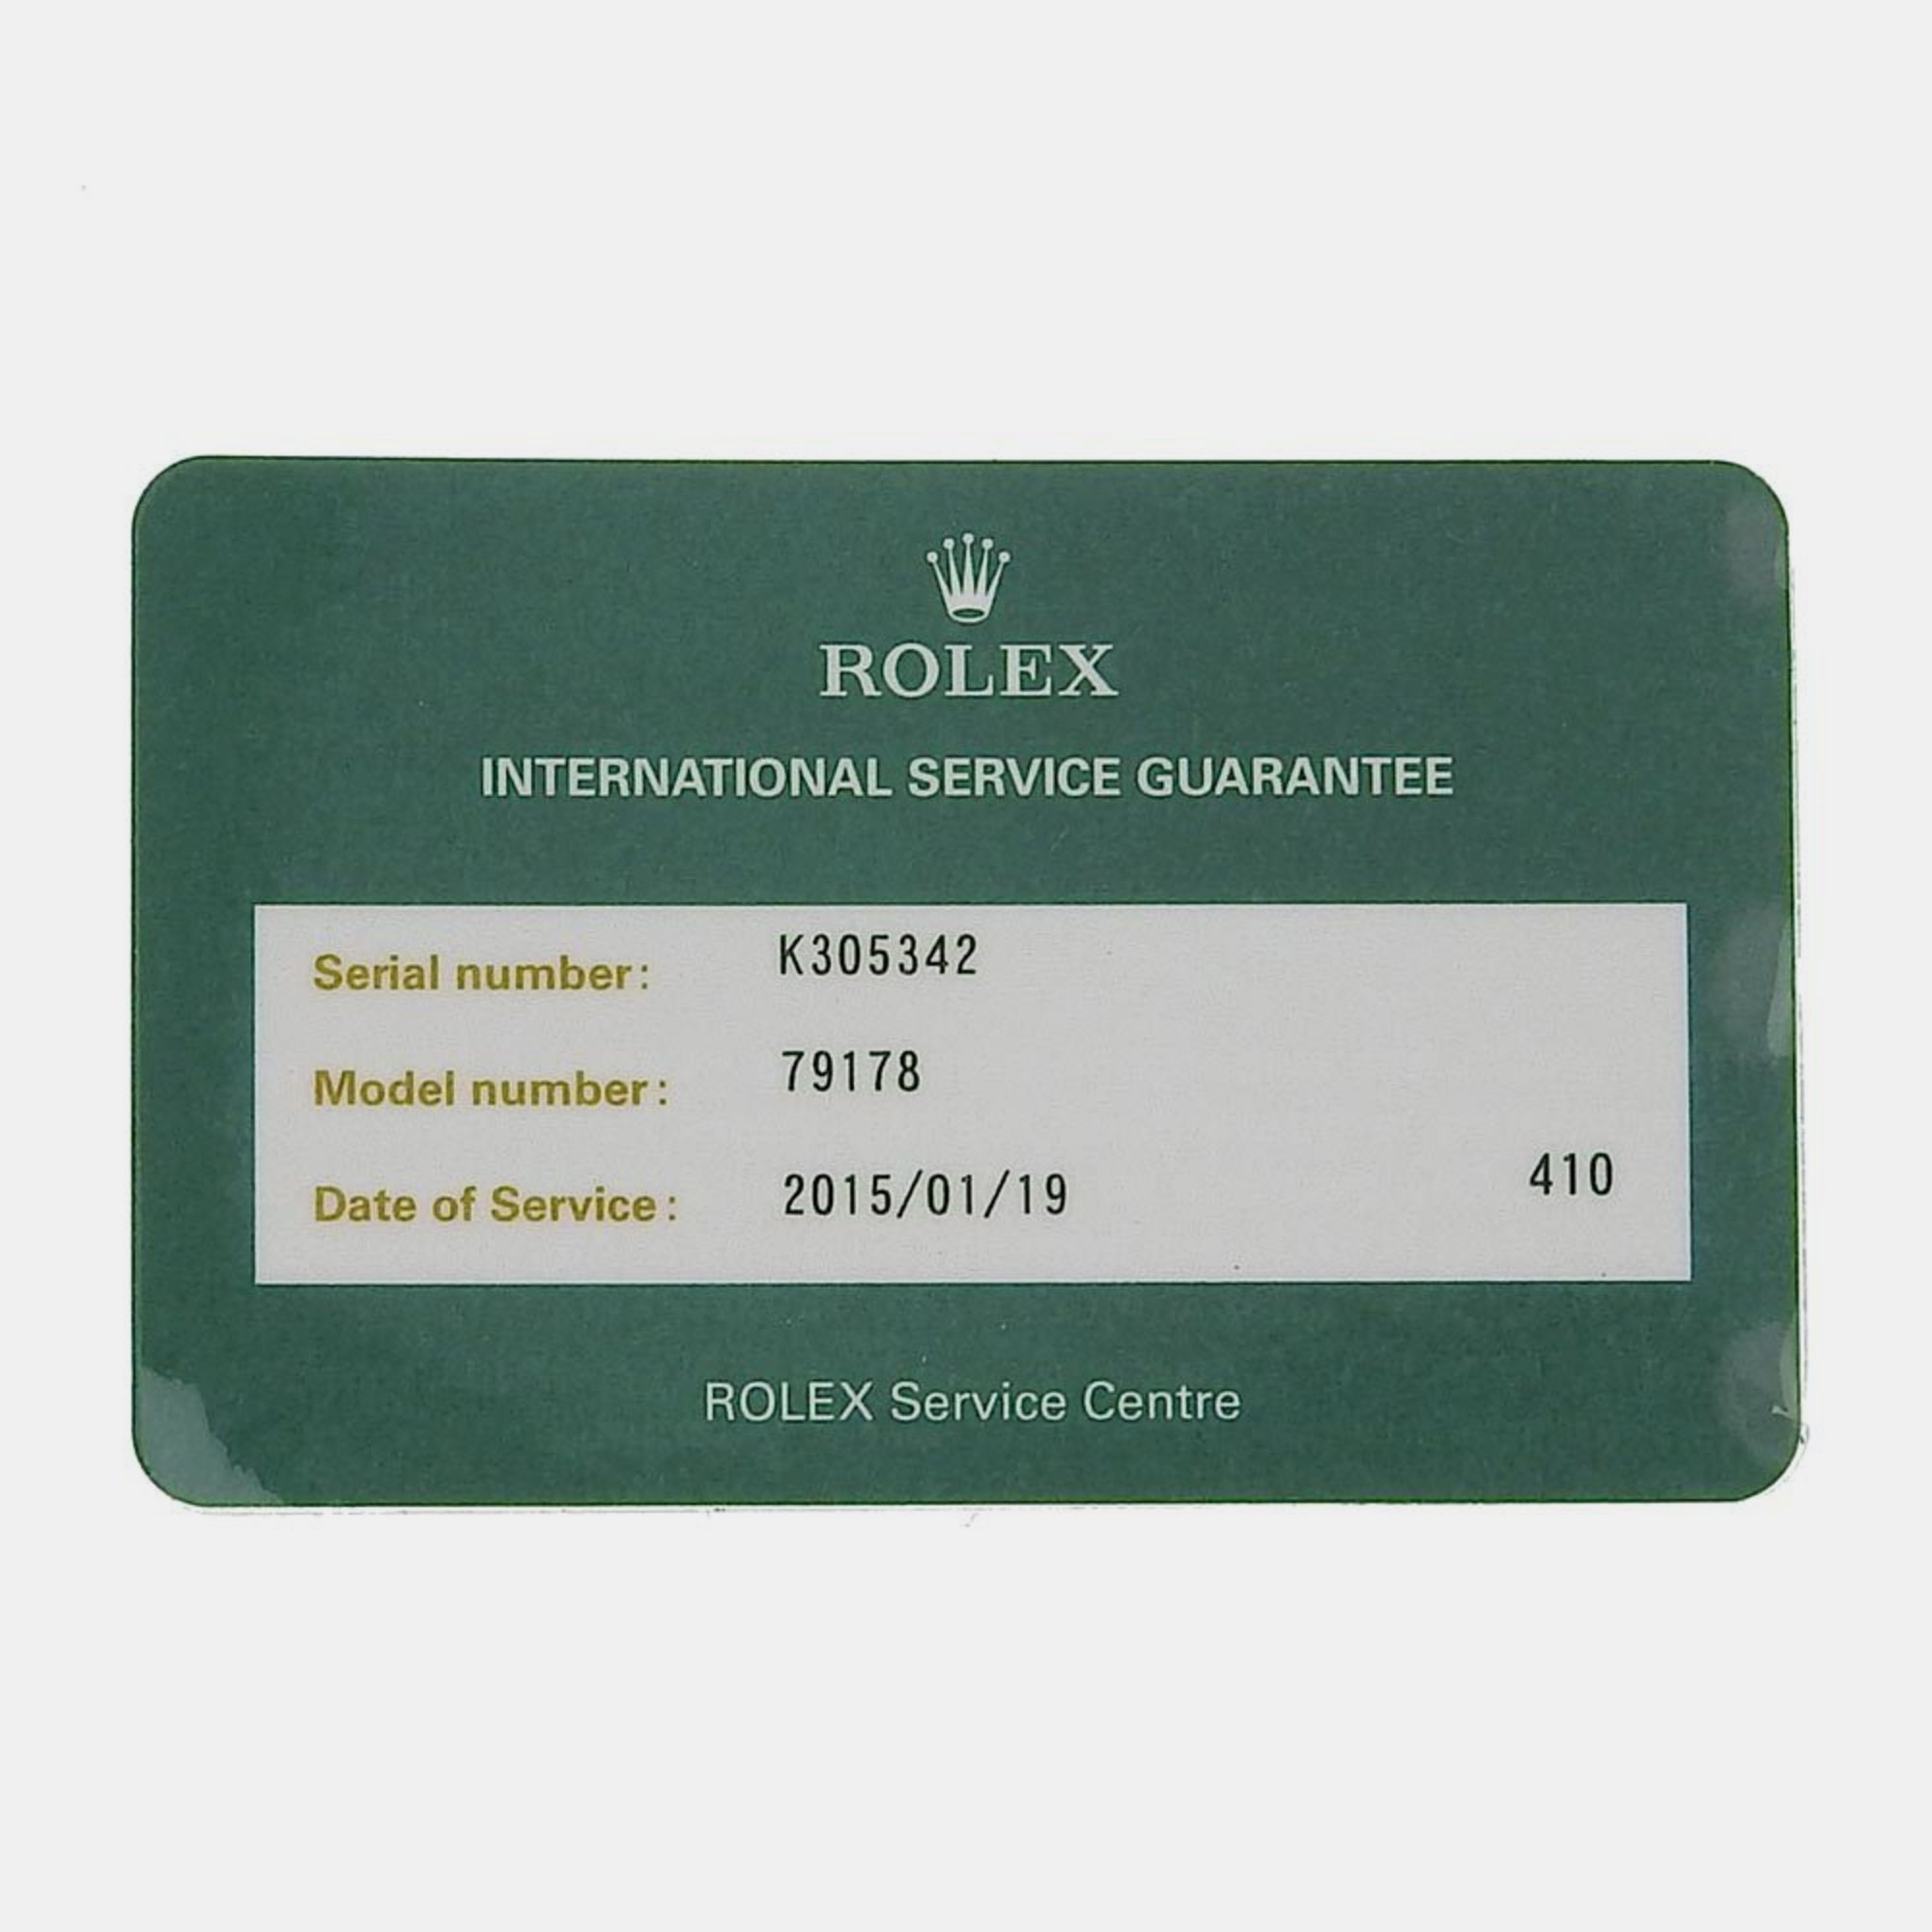 ROLEX
INTERNATIONAL SERVICE GUARANTEE
Serial number: K305342
Model number: 79178
Date of Service: 2015/01/19 410
ROLEX Service Centre